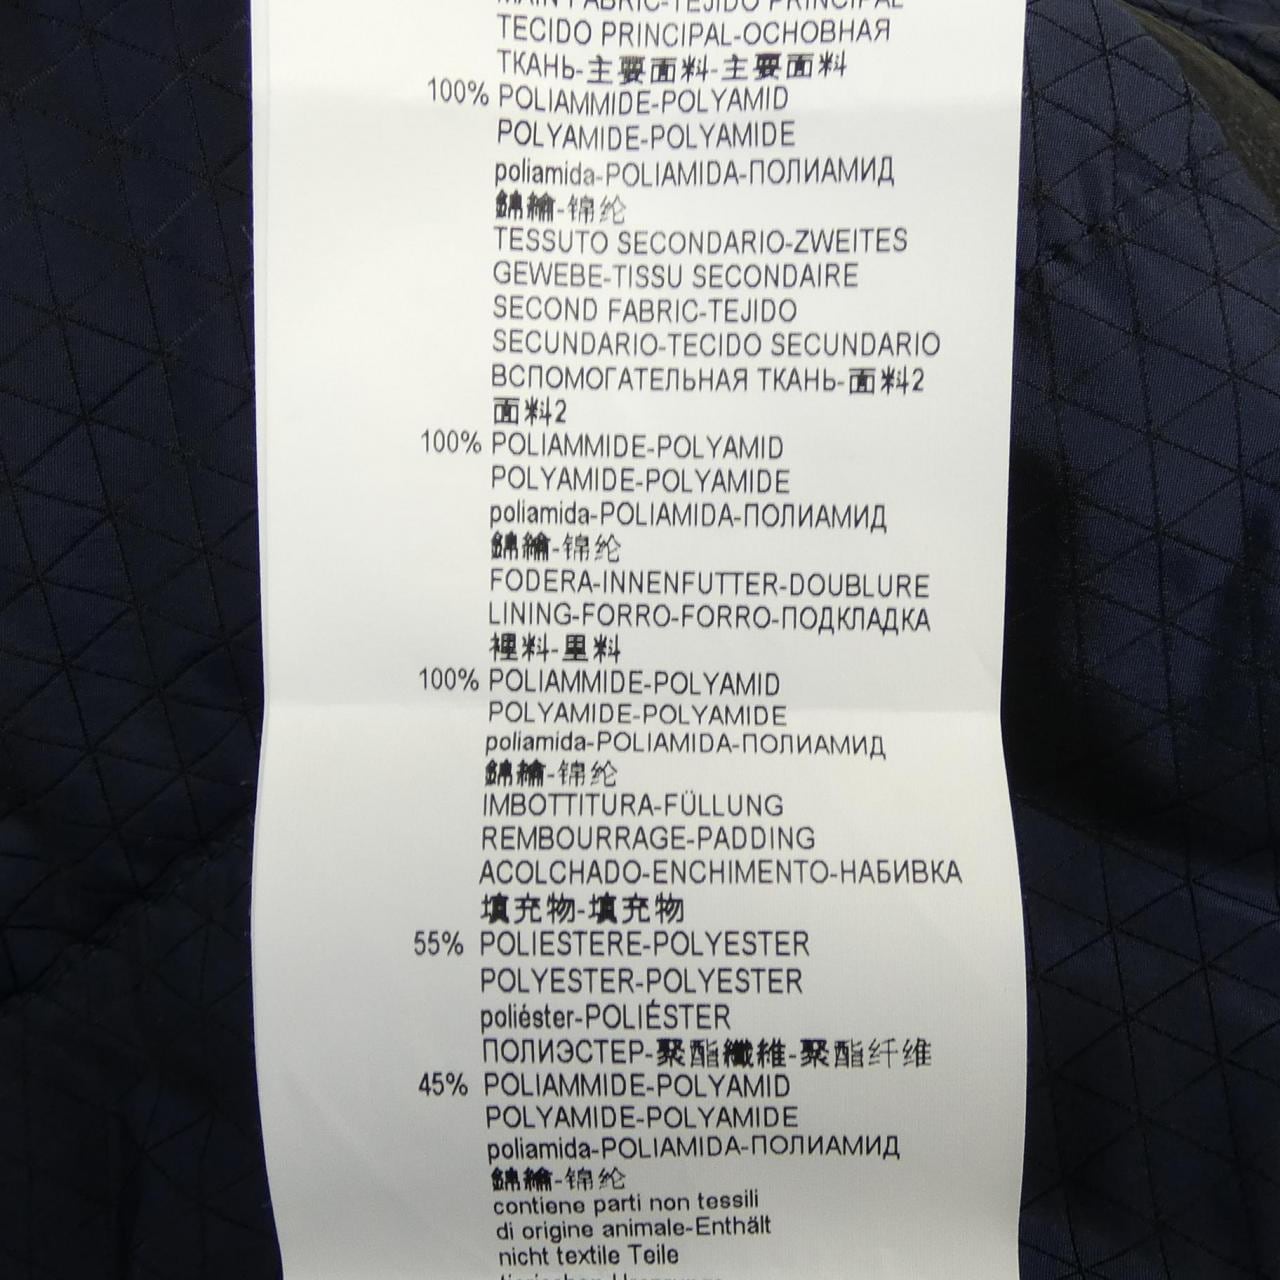 MAIN FABRIC-TEJIDO PRINCIPAL
TECIDO PRINCIPAL-ОСНОВНАЯ
ТКАНЬ-主要面料-主要面料
100% POLIAMMIDE-POLYAMID
POLYAMIDE-POLYAMIDE
poliamida-POLIAMIDA-ПОЛИАМИД
錦綸-锦纶
TESSUTO SECONDARIO-ZWEITES
GEWEBE-TISSU SECONDAIRE
SECOND FABRIC-TEJIDO
SECUNDARIO-TECIDO SECUNDARIO
ВСПОМОГАТЕЛЬНАЯ ТКАНЬ-面料2
面料2
100% POLIAMMIDE-POLYAMID
POLYAMIDE-POLYAMIDE
poliamida-POLIAMIDA-ПОЛИАМИД
錦綸-锦纶
FODERA-INNENFUTTER-DOUBLURE
LINING-FORRO-FORRO-ПОДКЛАДКА
裡料-里料
100% POLIAMMIDE-POLYAMID
POLYAMIDE-POLYAMIDE
poliamida-POLIAMIDA-ПОЛИАМИД
錦綸-锦纶
IMBOTTITURA-FÜLLUNG
REMBOURRAGE-PADDING
ACOLCHADO-ENCHIMENTO-НАБИВКА
填充物-填充物
55% POLIESTERE-POLYESTER
POLYESTER-POLYESTER
poliéster-POLIÉSTER
ПОЛИЭСТЕР-聚酯纖維-聚酯纤维
45% POLIAMMIDE-POLYAMID
POLYAMIDE-POLYAMIDE
poliamida-POLIAMIDA-ПОЛИАМИД
錦綸-锦纶
contiene parti non tessili
di origine animale-Enthält
nicht textile Teile